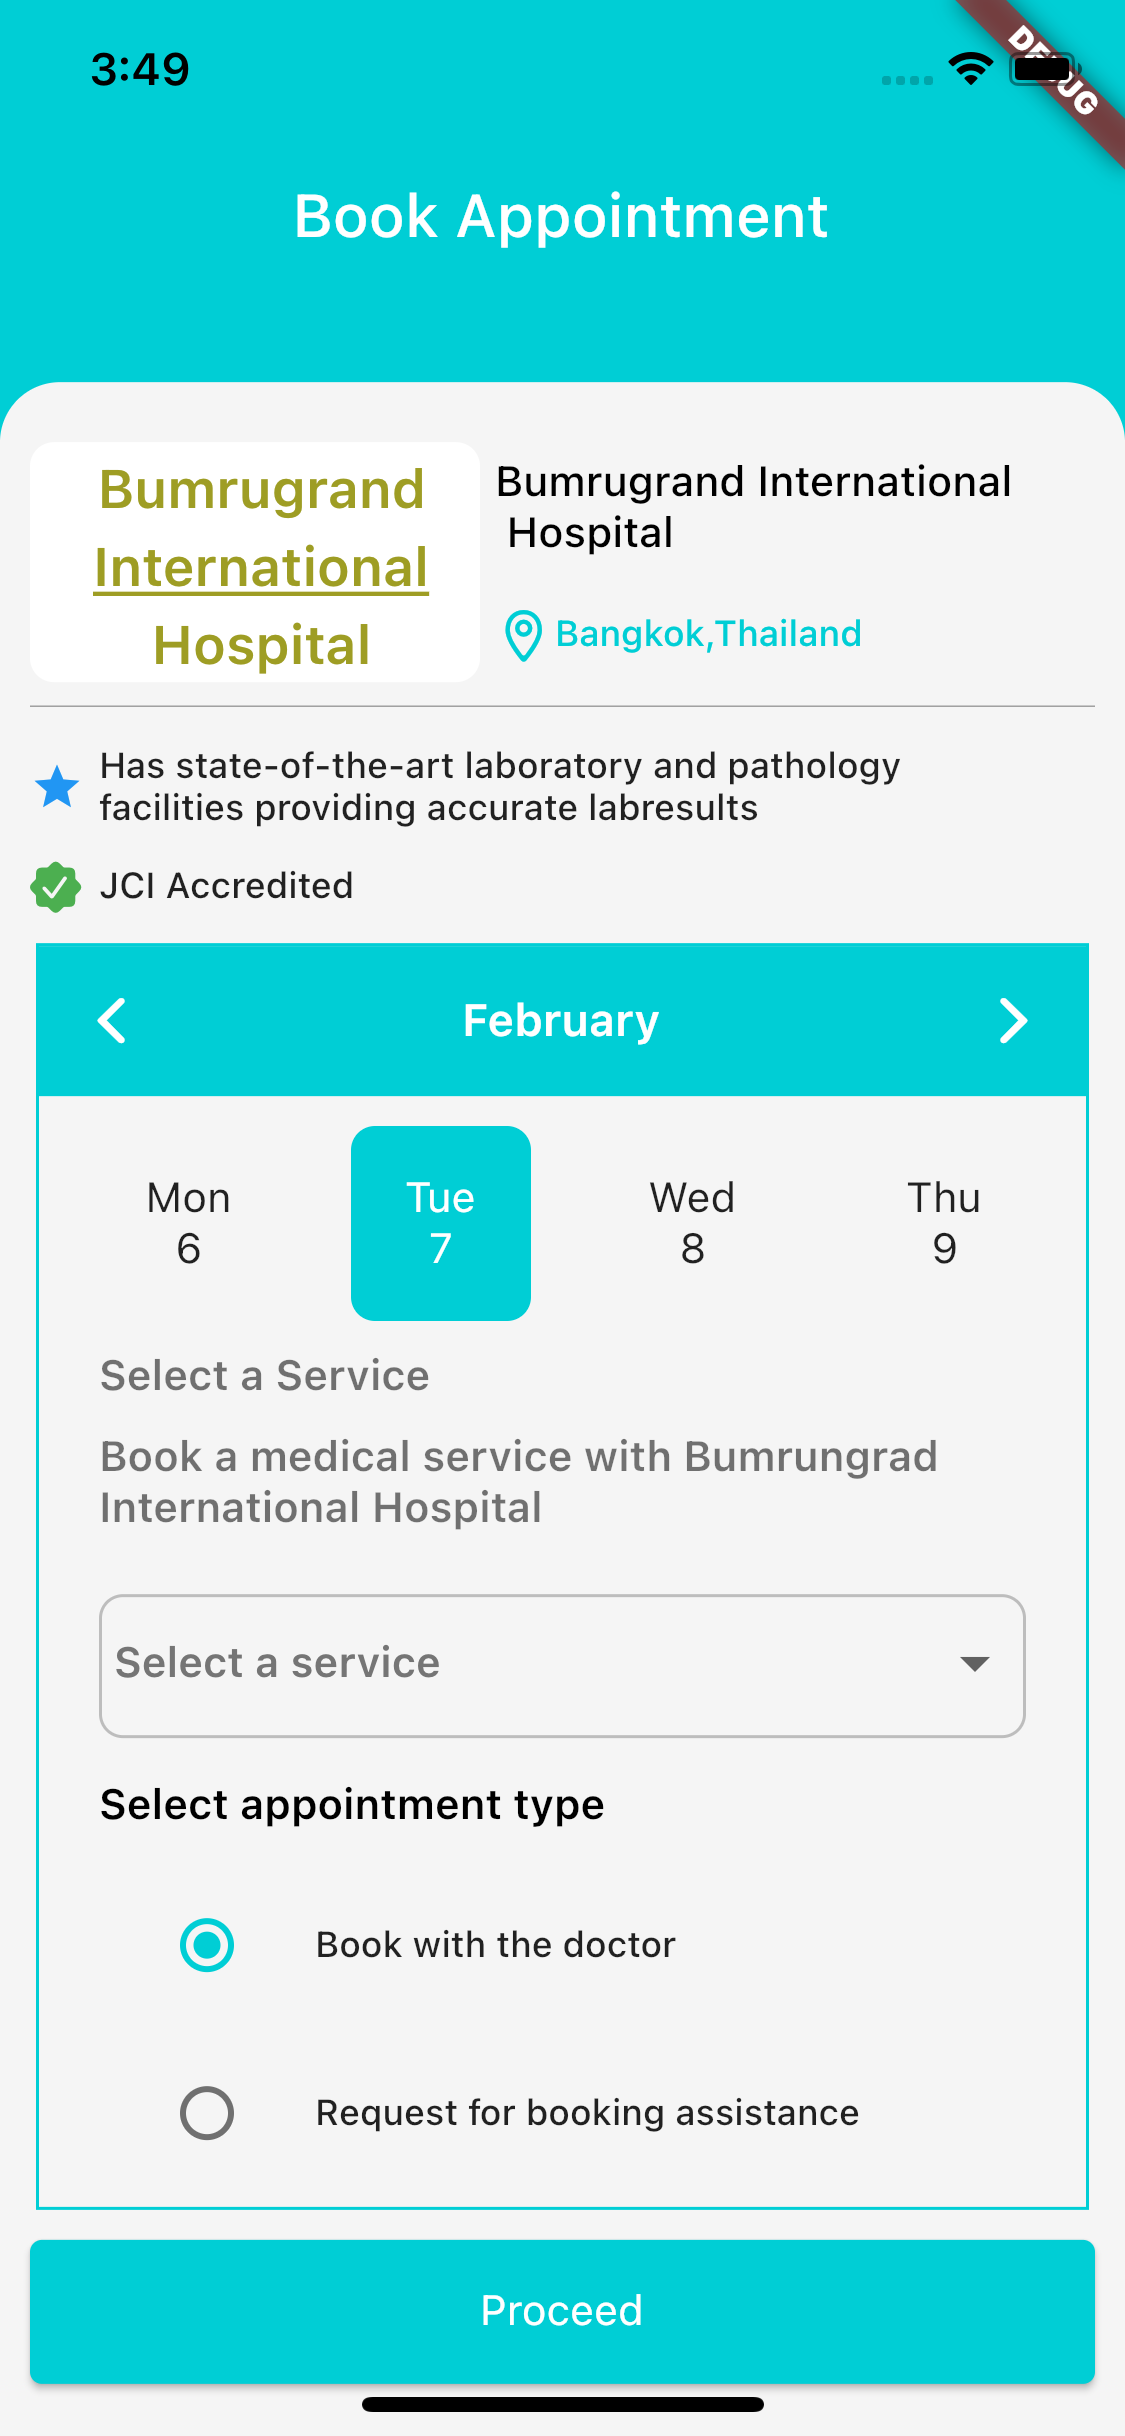 3:49
DEBUG
Book Appointment
Bumrugrand
International
Hospital
Bumrugrand International
Hospital
Bangkok,Thailand
Has state-of-the-art laboratory and pathology
facilities providing accurate labresults
JCI Accredited
February
Mon Tue Wed Thu
6 7 8 9
Select a Service
Book a medical service with Bumrungrad
International Hospital
Select a service
Select appointment type
Book with the doctor
Request for booking assistance
Proceed